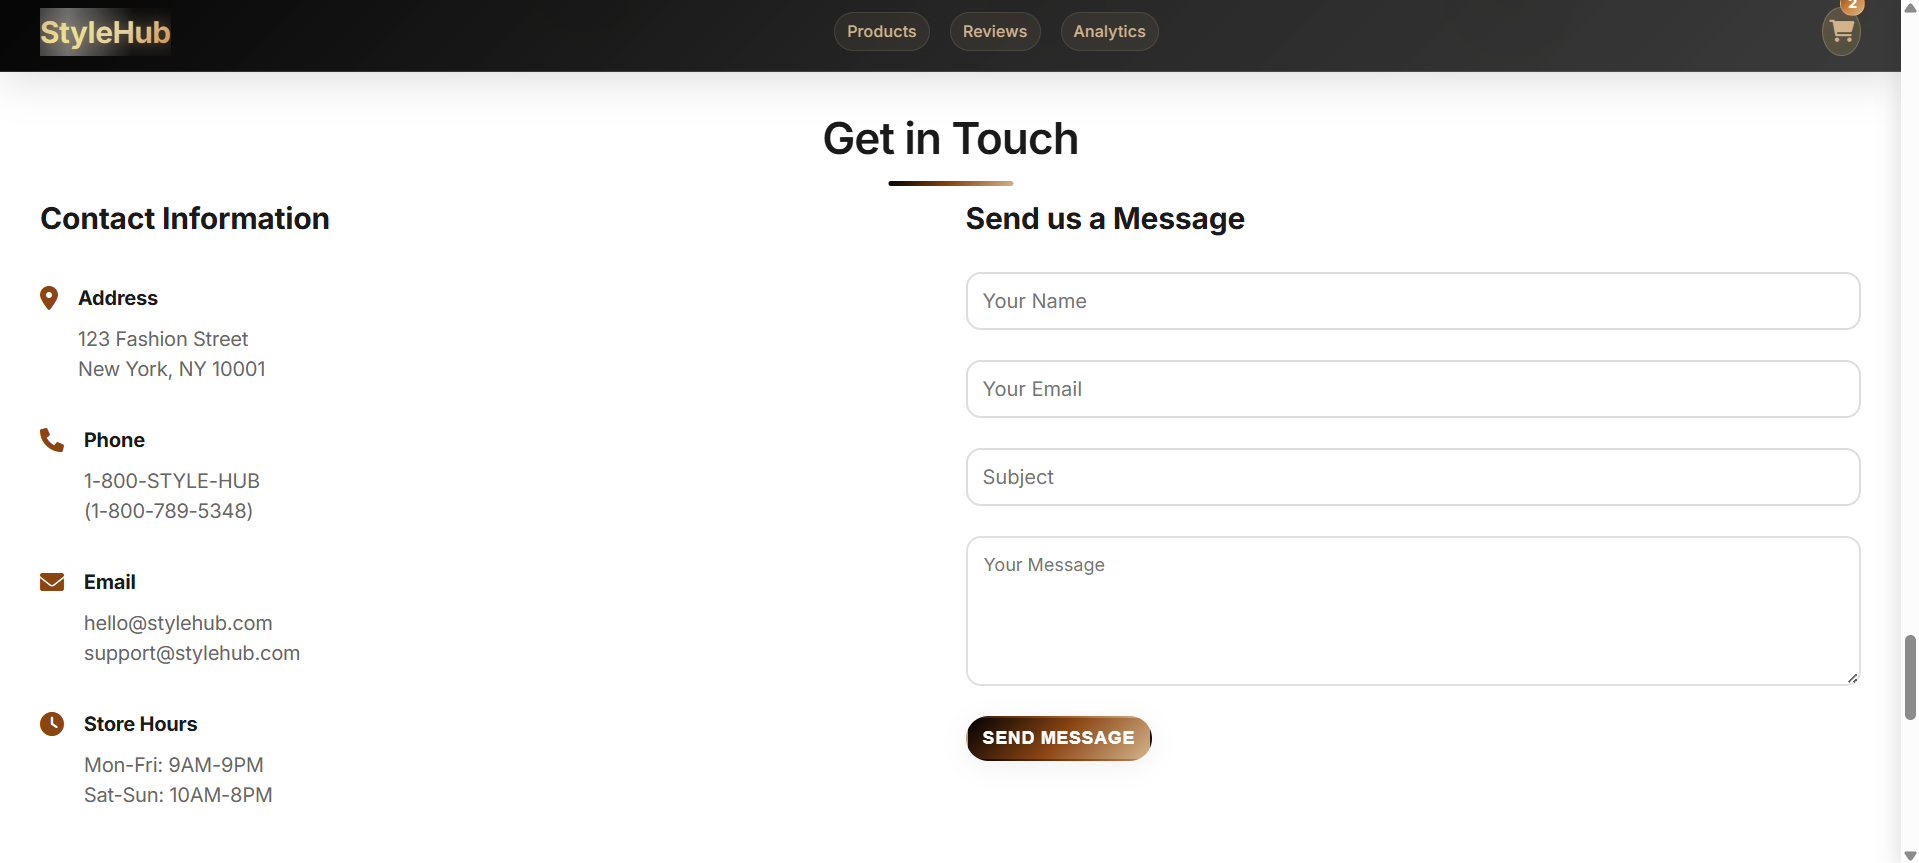 StyleHub
Products
Reviews
Analytics
2
Get in Touch
Contact Information
Address
123 Fashion Street
New York, NY 10001
Phone
1-800-STYLE-HUB
(1-800-789-5348)
Email
hello@stylehub.com
support@stylehub.com
Store Hours
Mon-Fri: 9AM-9PM
Sat-Sun: 10AM-8PM
Send us a Message
Your Name
Your Email
Subject
Your Message
SEND MESSAGE